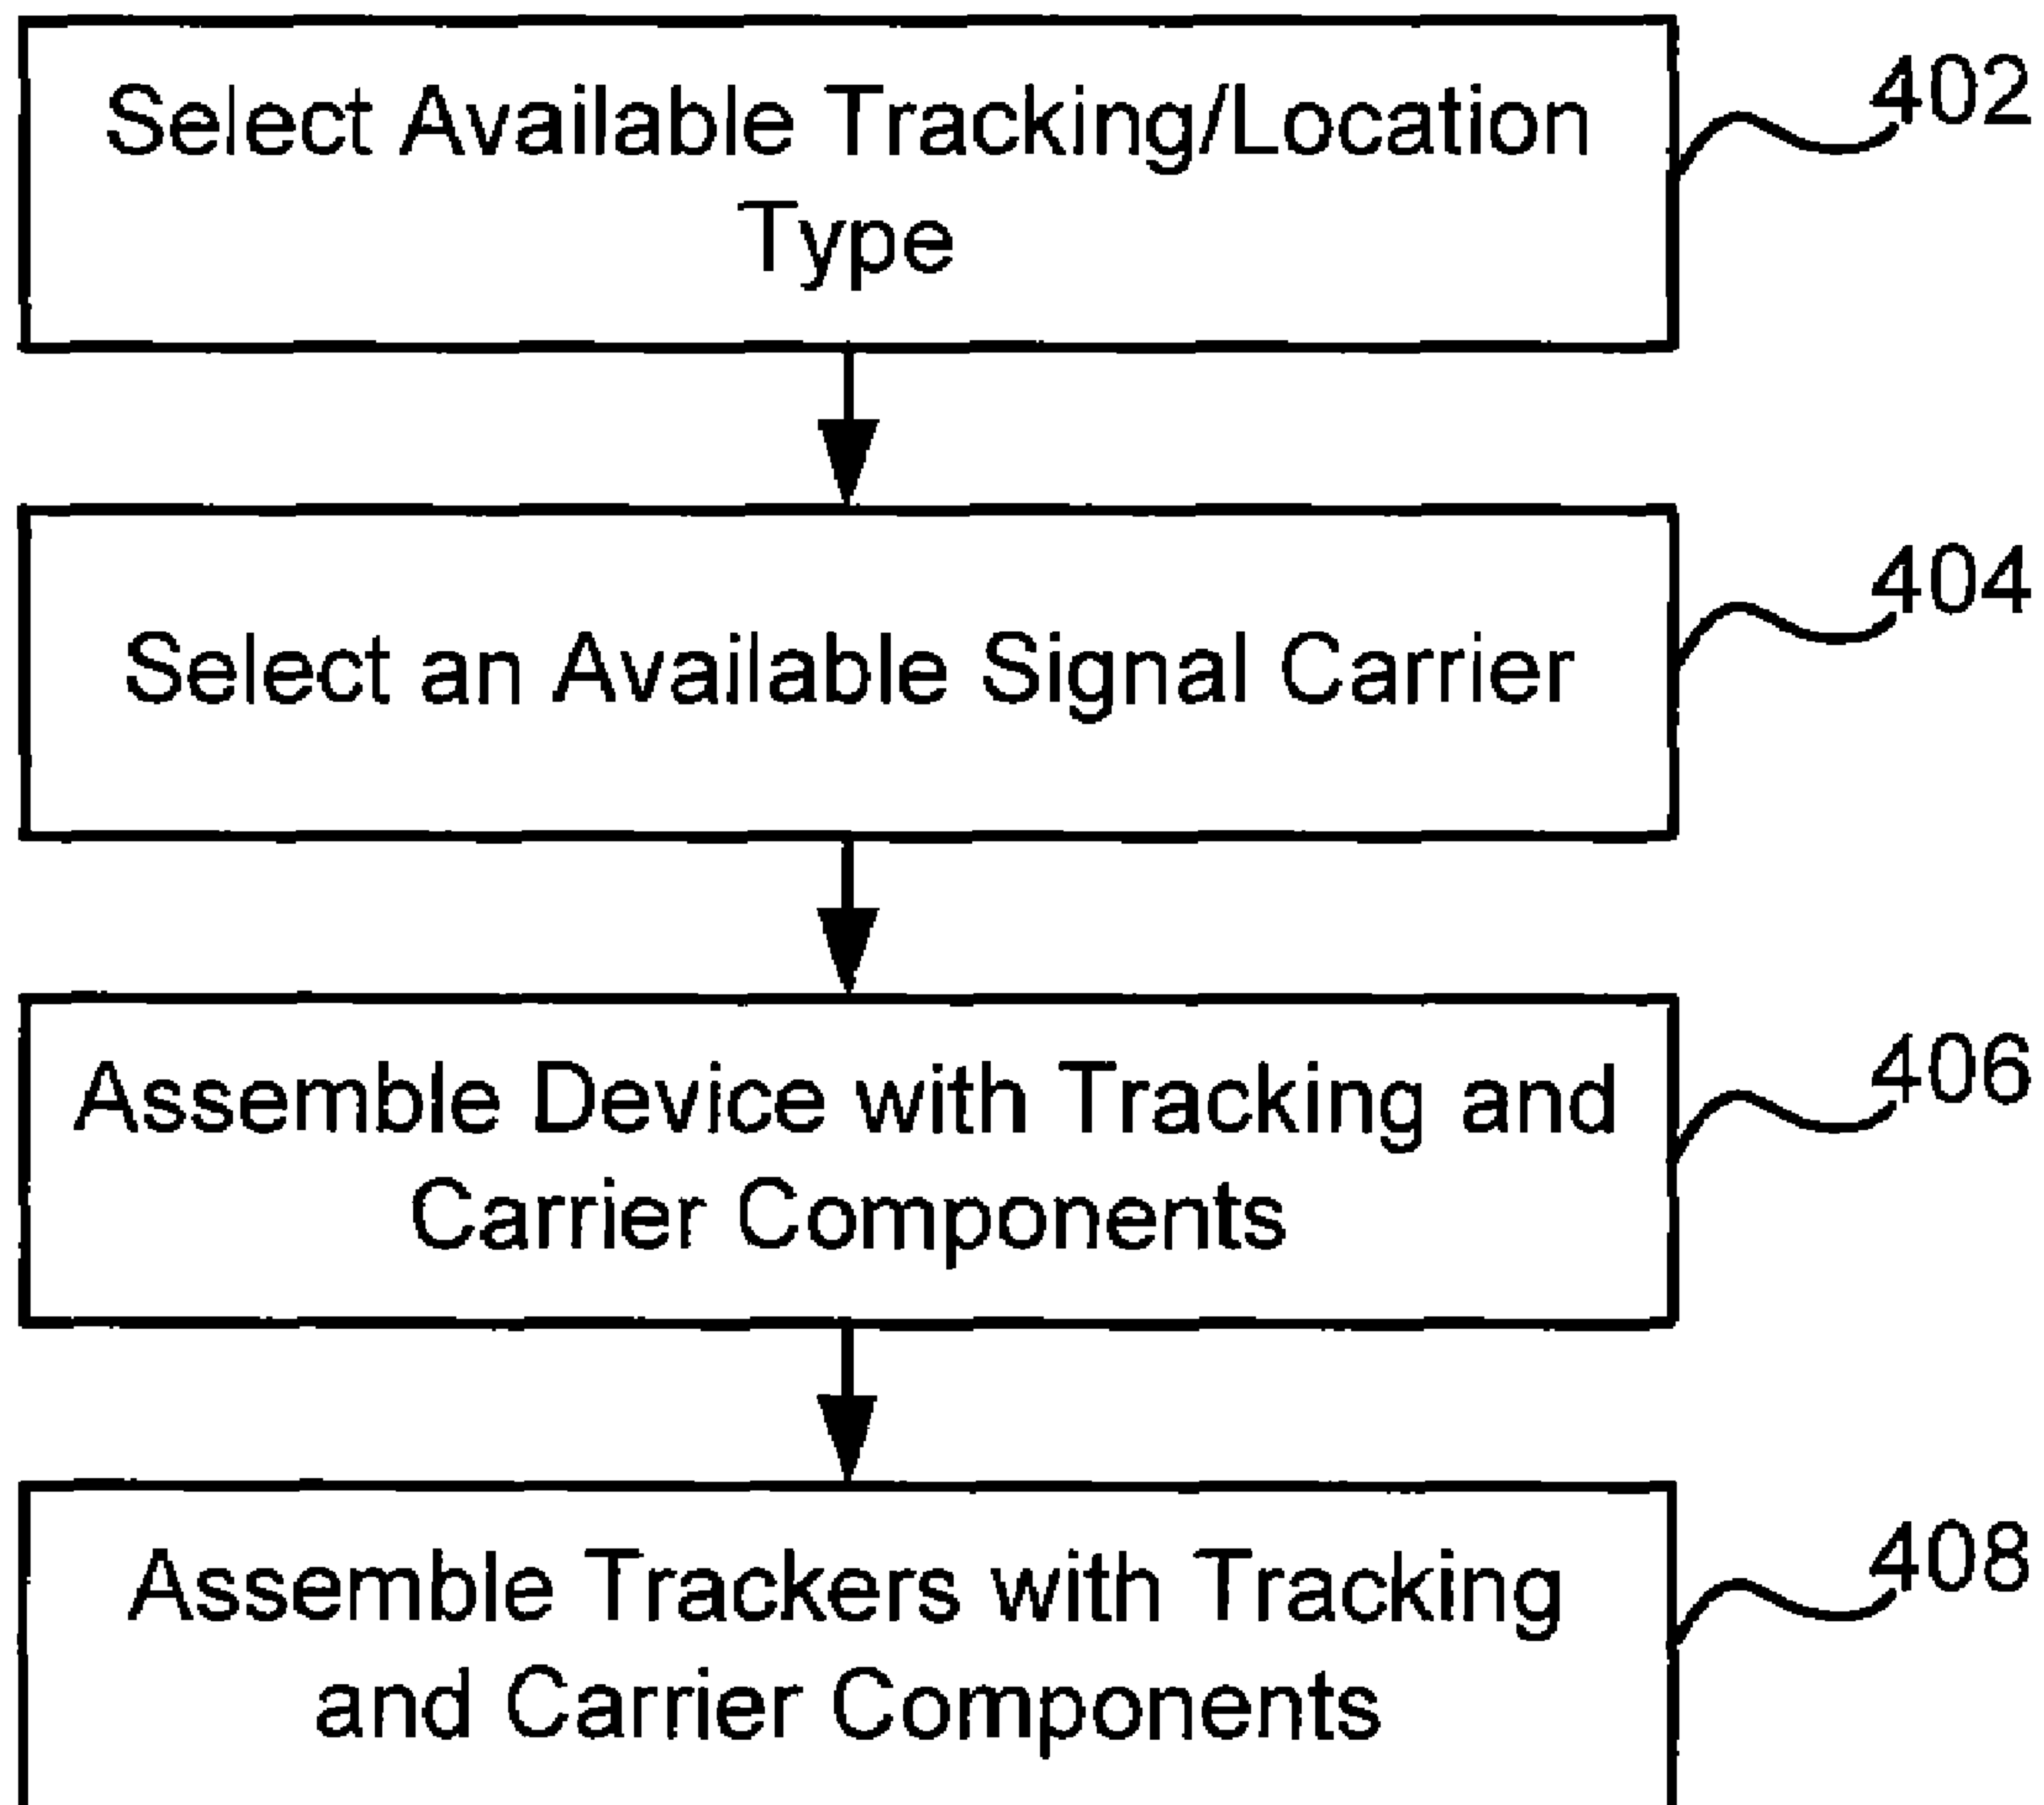 Select Available Tracking/Location
Type
402
Select an Available Signal Carrier
404
Assemble Device with Tracking and
Carrier Components
406
Assemble Trackers with Tracking
and Carrier Components
408